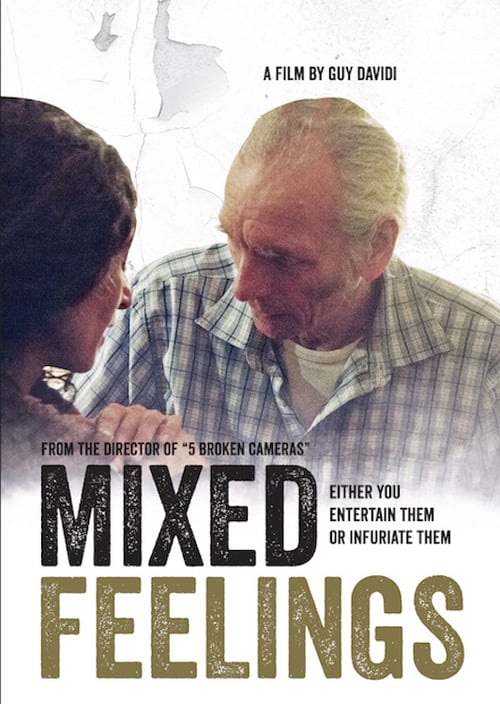 A FILM BY GUY DAVIDI
FROM THE DIRECTOR OF "5 BROKEN CAMERAS"
MIXED
EITHER YOU
ENTERTAIN THEM
OR INFURIATE THEM
FEELINGS